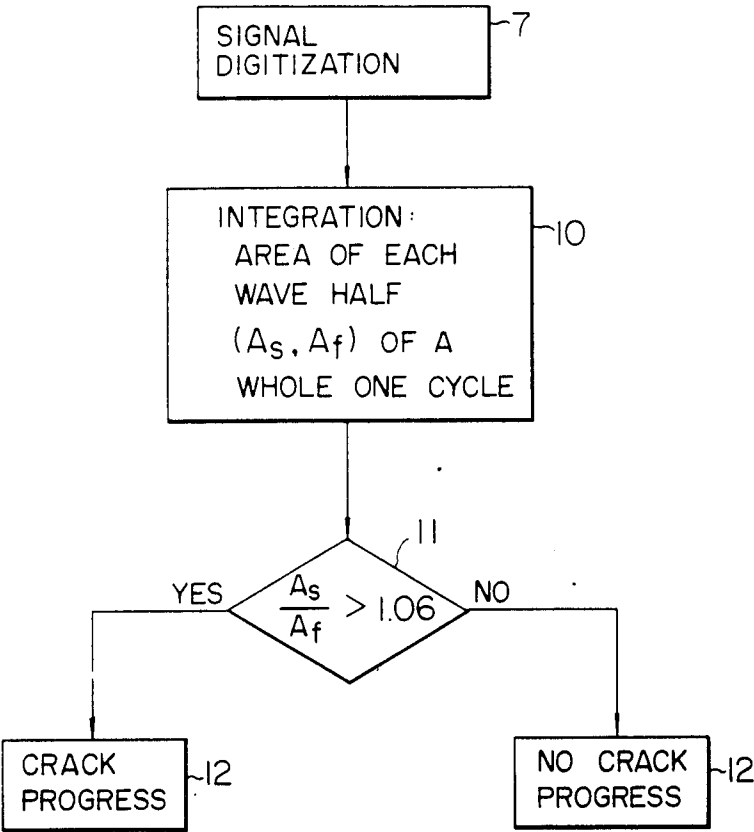 SIGNAL
DIGITIZATION
7
INTEGRATION:
AREA OF EACH
WAVE HALF
(As, Af) OF A
WHOLE ONE CYCLE
10
11
YES
As
Af
> 1.06
NO
CRACK
PROGRESS
12
NO CRACK
PROGRESS
12